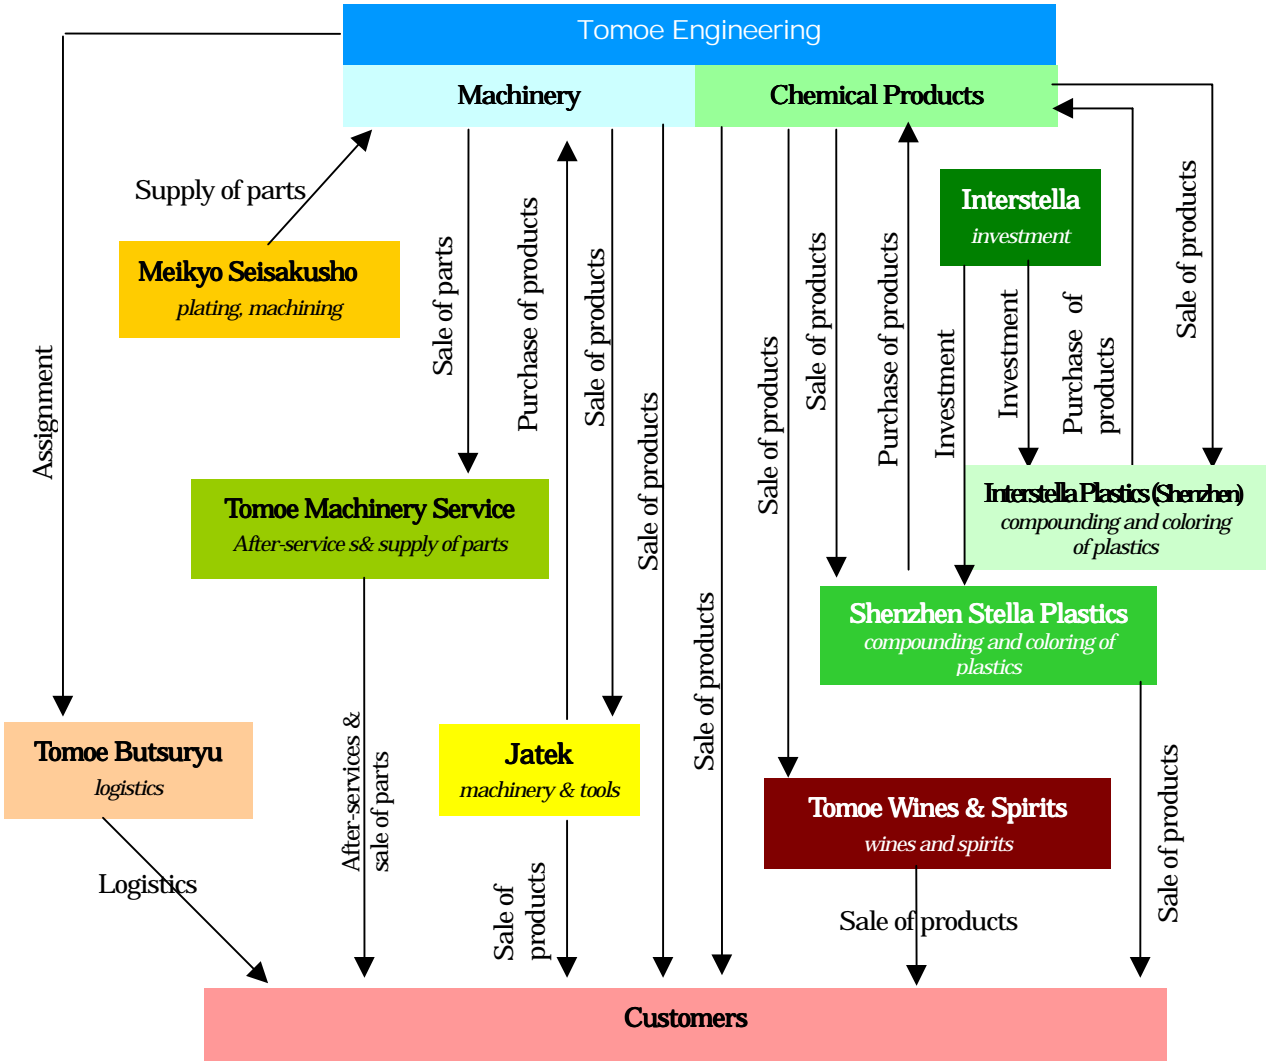 Tomoe Engineering
Machinery
Chemical Products
Supply of parts
Meikyo Seisakusho
plating, machining
Interstella
investment
Assignment
Sale of parts
Purchase of products
Sale of products
Sale of products
Sale of products
Sale of products
Sale of products
Purchase of products
Investment
Investment
Purchase of
products
Sale of products
Tomoe Machinery Service
After-service s& supply of parts
Interstella Plastics (Shenzhen)
compounding and coloring
of plastics
Shenzhen Stella Plastics
compounding and coloring of
plastics
Tomoe Butsuryu
logistics
After-services &
sale of parts
Jatek
machinery & tools
Tomoe Wines & Spirits
wines and spirits
Sale of products
Logistics
Sale of
products
Sale of products
Customers